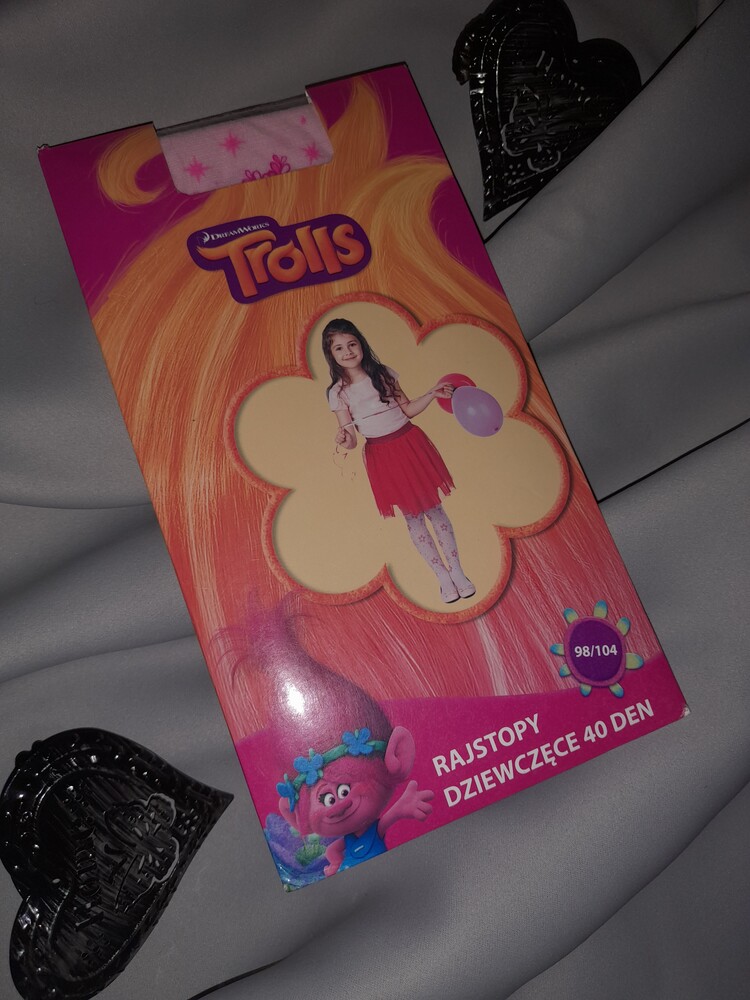 DREAMWORKS
Trolls
98/104
RAJSTOPY
DZIEWCZĘCE 40 DEN